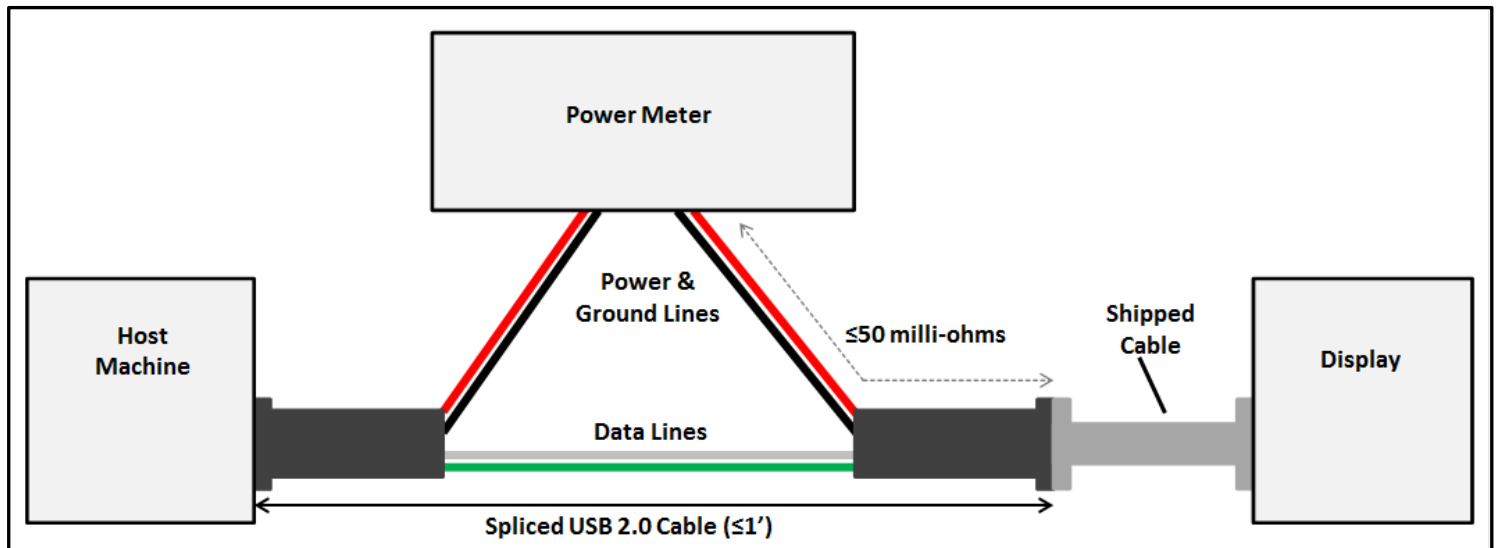 Power Meter
Host
Machine
Power &
Ground Lines
≤50 milli-ohms
Shipped
Cable
Display
Data Lines
Spliced USB 2.0 Cable (≤1’)